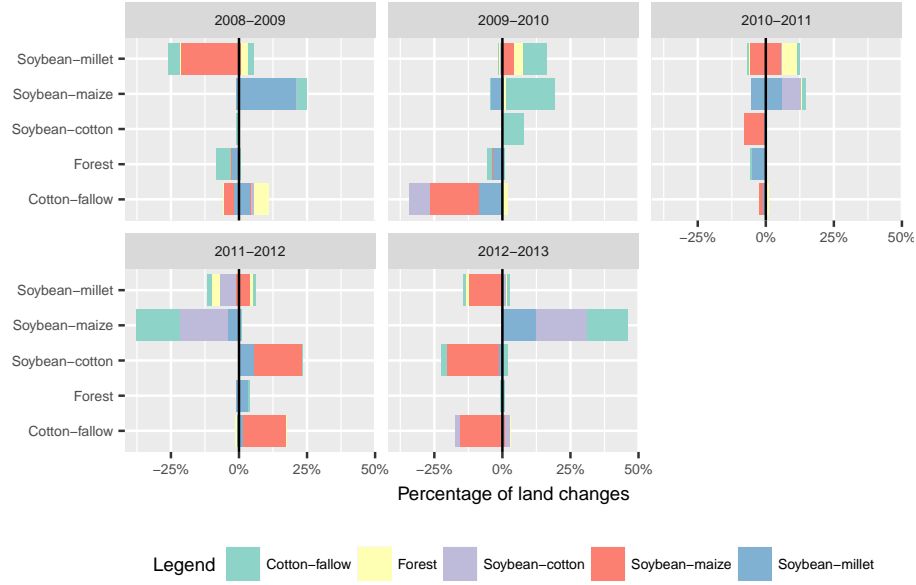 2008−2009
2009−2010
2010−2011
Soybean−millet
Soybean−maize
Soybean−cotton
Forest
Cotton−fallow
−25% 0% 25% 50%
2011−2012
2012−2013
Soybean−millet
Soybean−maize
Soybean−cotton
Forest
Cotton−fallow
−25% 0% 25% 50%
−25% 0% 25% 50%
Percentage of land changes
Legend Cotton−fallow Forest Soybean−cotton Soybean−maize Soybean−millet